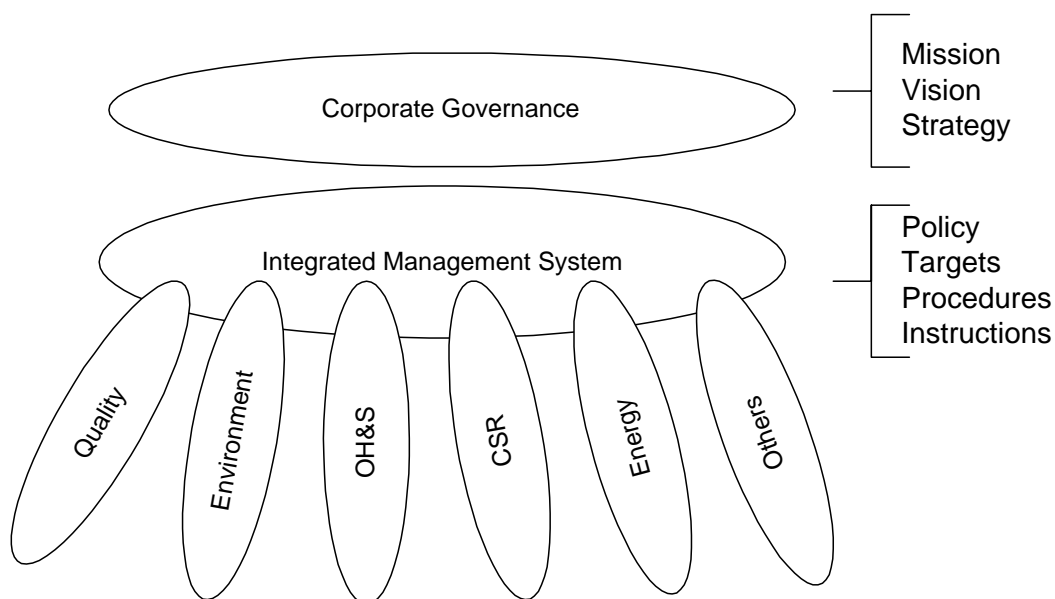 Corporate Governance
Mission
Vision
Strategy
Integrated Management System
Policy
Targets
Procedures
Instructions
Quality
Environment
OH&S
CSR
Energy
Others